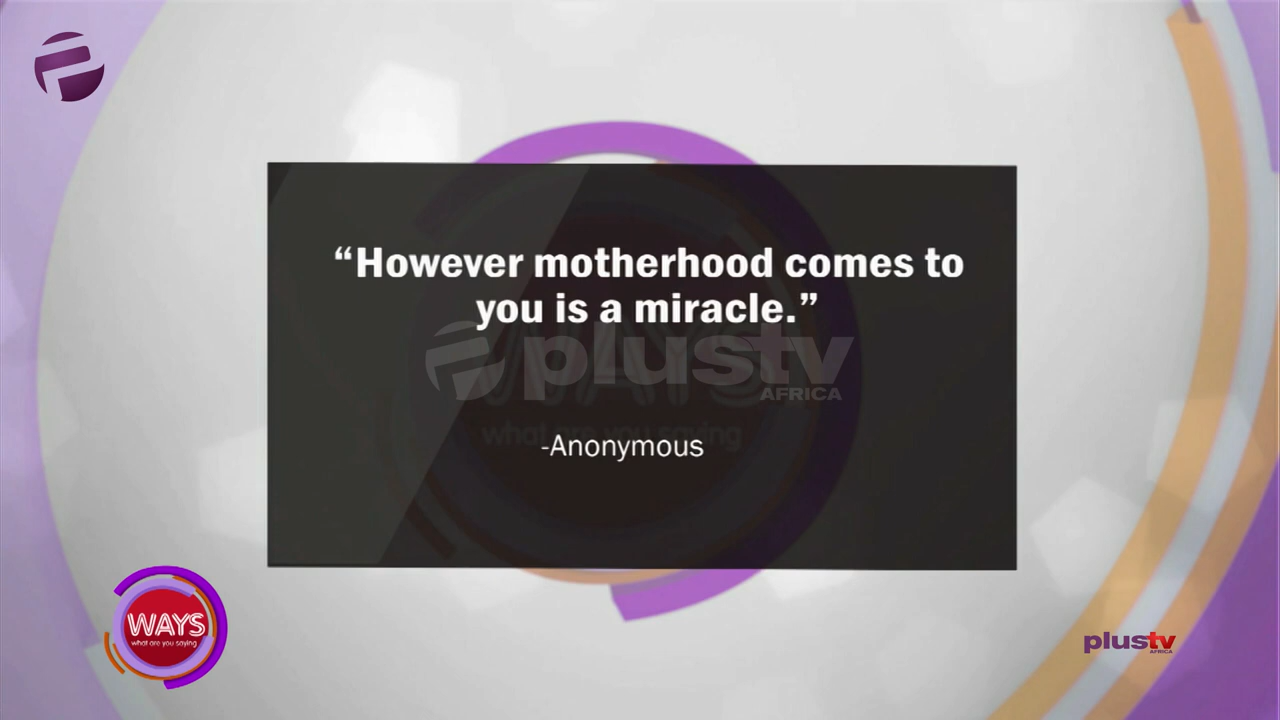 “However motherhood comes to
you is a miracle.”
plustv
AFRICA
WAYS
what are you saying
-Anonymous
WAYS
what are you saying
plustv
AFRICA